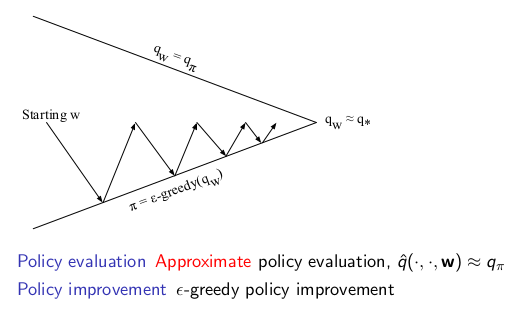 q_w = q_π
Starting w
q_w ≈ q_*
π = ε-greedy(q_w)
Policy evaluation Approximate policy evaluation, q̂(·, ·, w) ≈ q_π
Policy improvement ϵ-greedy policy improvement